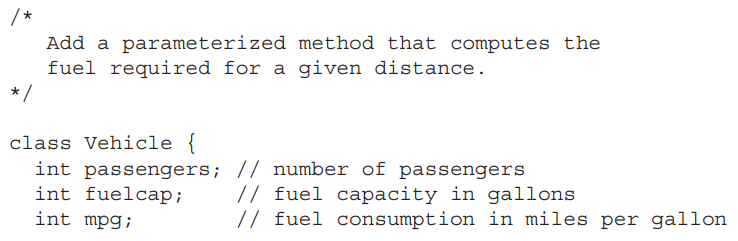 /*
   Add a parameterized method that computes the
   fuel required for a given distance.
*/
class Vehicle {
  int passengers; // number of passengers
  int fuelcap;    // fuel capacity in gallons
  int mpg;        // fuel consumption in miles per gallon